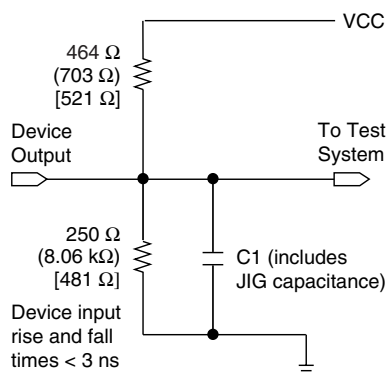 VCC
464 Ω
(703 Ω)
[521 Ω]
Device
Output
To Test
System
250 Ω
(8.06 kΩ)
[481 Ω]
C1 (includes
JIG capacitance)
Device input
rise and fall
times < 3 ns